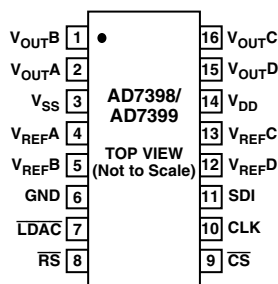 VOUTB 1
VOUTA 2
VSS 3
VREFA 4
VREFB 5
GND 6
LDAC 7
RS 8
AD7398/
AD7399
TOP VIEW
(Not to Scale)
16 VOUTC
15 VOUTD
14 VDD
13 VREFC
12 VREFD
11 SDI
10 CLK
9 CS